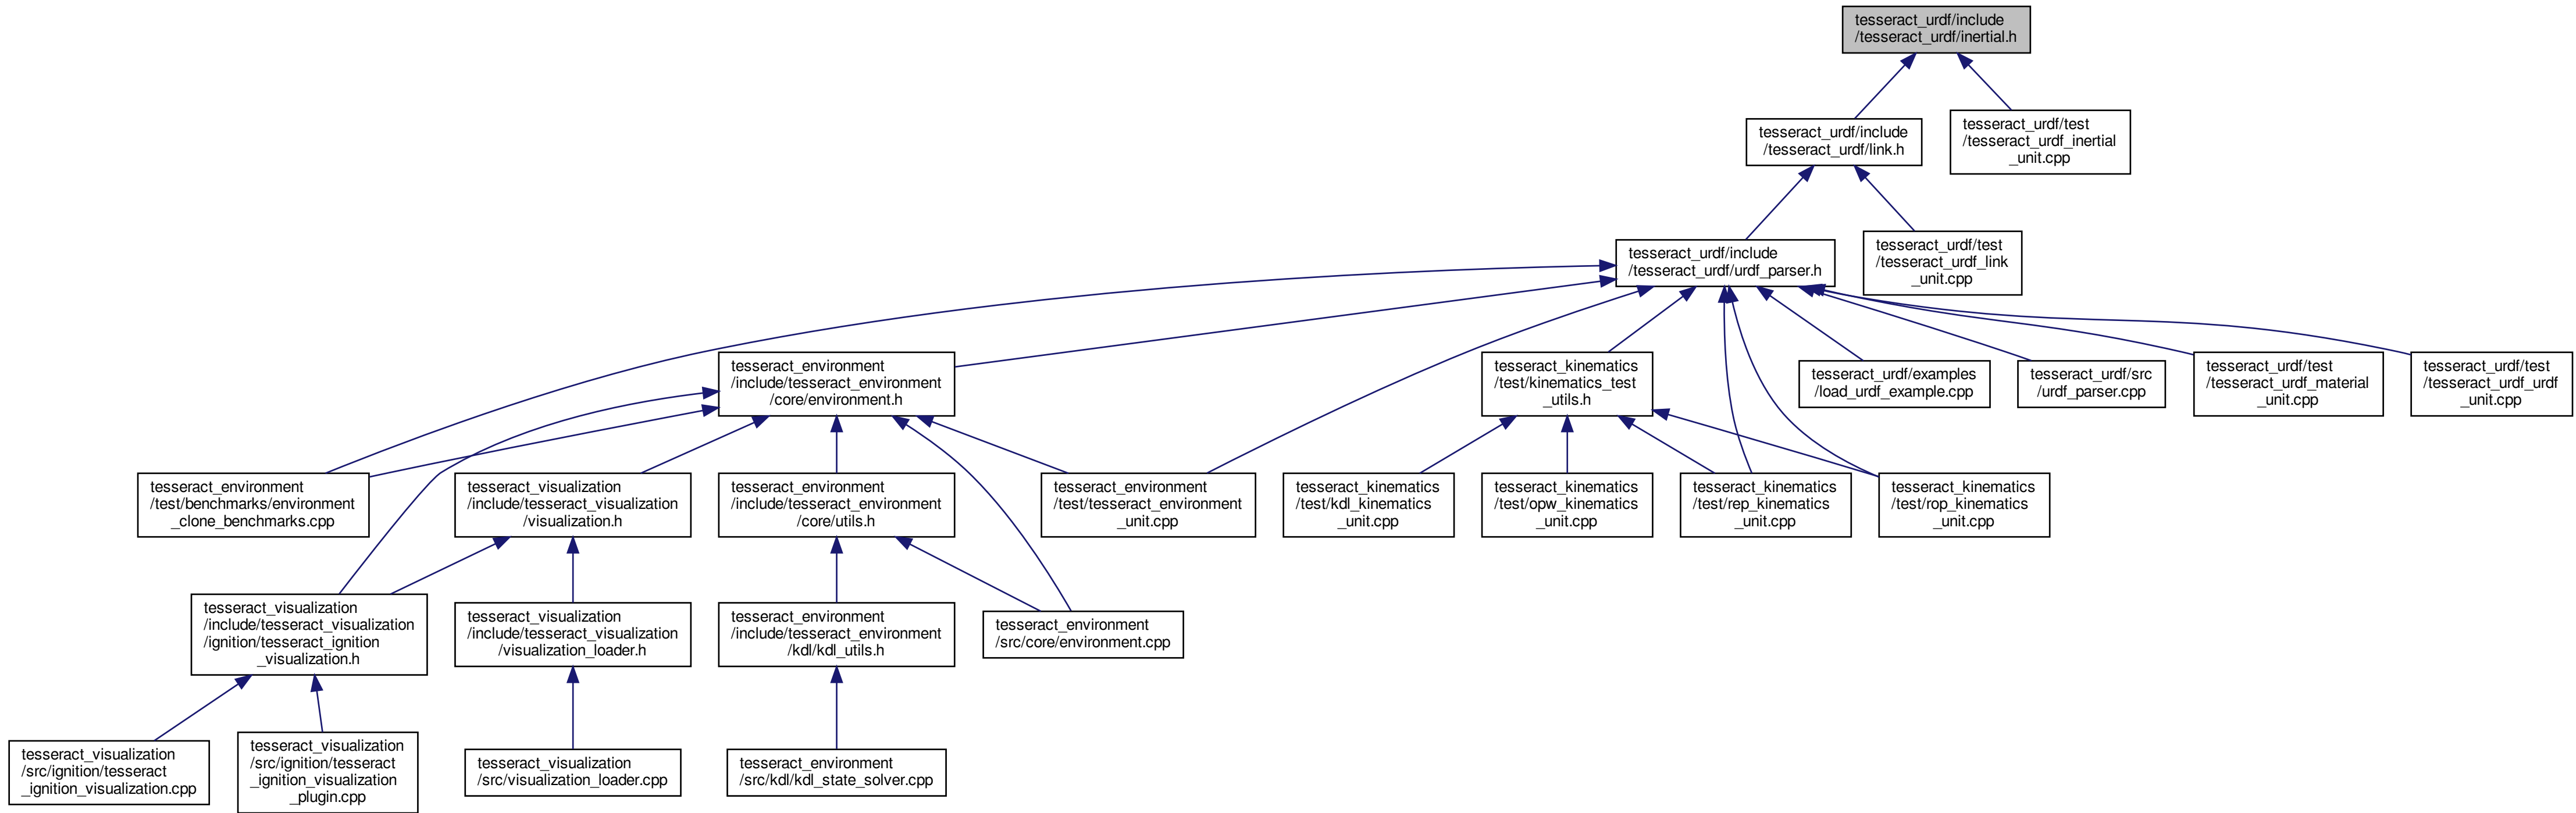 tesseract_urdf/include
/tesseract_urdf/inertial.h
tesseract_urdf/include
/tesseract_urdf/link.h
tesseract_urdf/test
/tesseract_urdf_inertial
_unit.cpp
tesseract_urdf/include
/tesseract_urdf/urdf_parser.h
tesseract_urdf/test
/tesseract_urdf_link
_unit.cpp
tesseract_environment
/include/tesseract_environment
/core/environment.h
tesseract_kinematics
/test/kinematics_test
_utils.h
tesseract_urdf/examples
/load_urdf_example.cpp
tesseract_urdf/src
/urdf_parser.cpp
tesseract_urdf/test
/tesseract_urdf_material
_unit.cpp
tesseract_urdf/test
/tesseract_urdf_urdf
_unit.cpp
tesseract_environment
/test/benchmarks/environment
_clone_benchmarks.cpp
tesseract_visualization
/include/tesseract_visualization
/visualization.h
tesseract_environment
/include/tesseract_environment
/core/utils.h
tesseract_environment
/test/tesseract_environment
_unit.cpp
tesseract_kinematics
/test/kdl_kinematics
_unit.cpp
tesseract_kinematics
/test/opw_kinematics
_unit.cpp
tesseract_kinematics
/test/rep_kinematics
_unit.cpp
tesseract_kinematics
/test/rop_kinematics
_unit.cpp
tesseract_visualization
/include/tesseract_visualization
/ignition/tesseract_ignition
_visualization.h
tesseract_visualization
/include/tesseract_visualization
/visualization_loader.h
tesseract_environment
/include/tesseract_environment
/kdl/kdl_utils.h
tesseract_environment
/src/core/environment.cpp
tesseract_visualization
/src/ignition/tesseract
_ignition_visualization.cpp
tesseract_visualization
/src/ignition/tesseract
_ignition_visualization
_plugin.cpp
tesseract_visualization
/src/visualization_loader.cpp
tesseract_environment
/src/kdl/kdl_state_solver.cpp